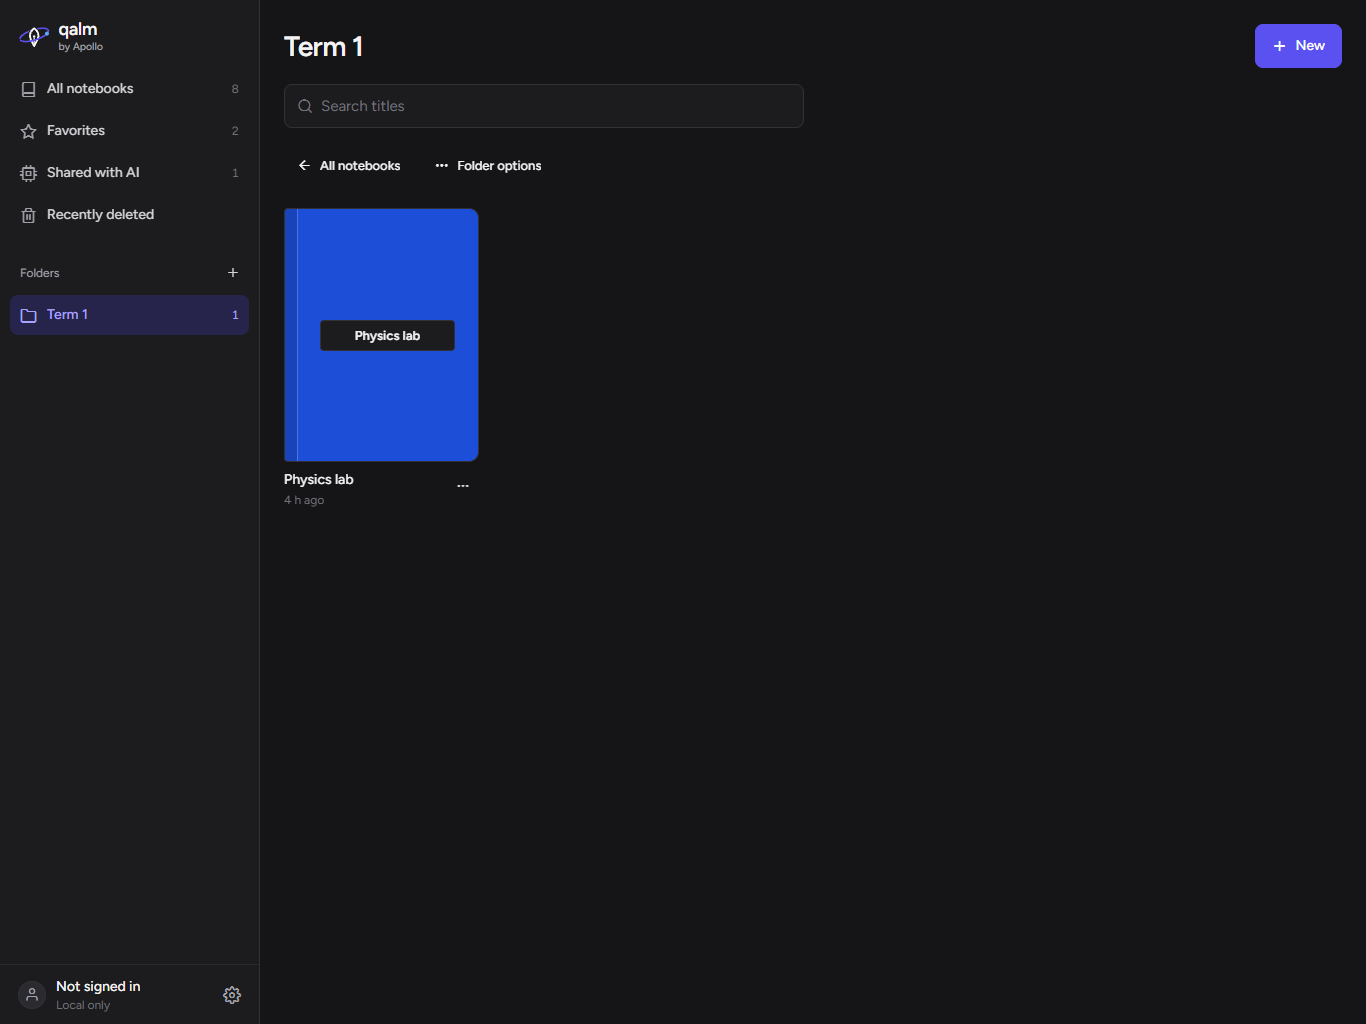 qalm
by Apollo
All notebooks 8
Favorites 2
Shared with AI 1
Recently deleted
Folders +
Term 1 1
Not signed in
Local only
Term 1
+ New
Search titles
All notebooks
Folder options
Physics lab
Physics lab
4 h ago